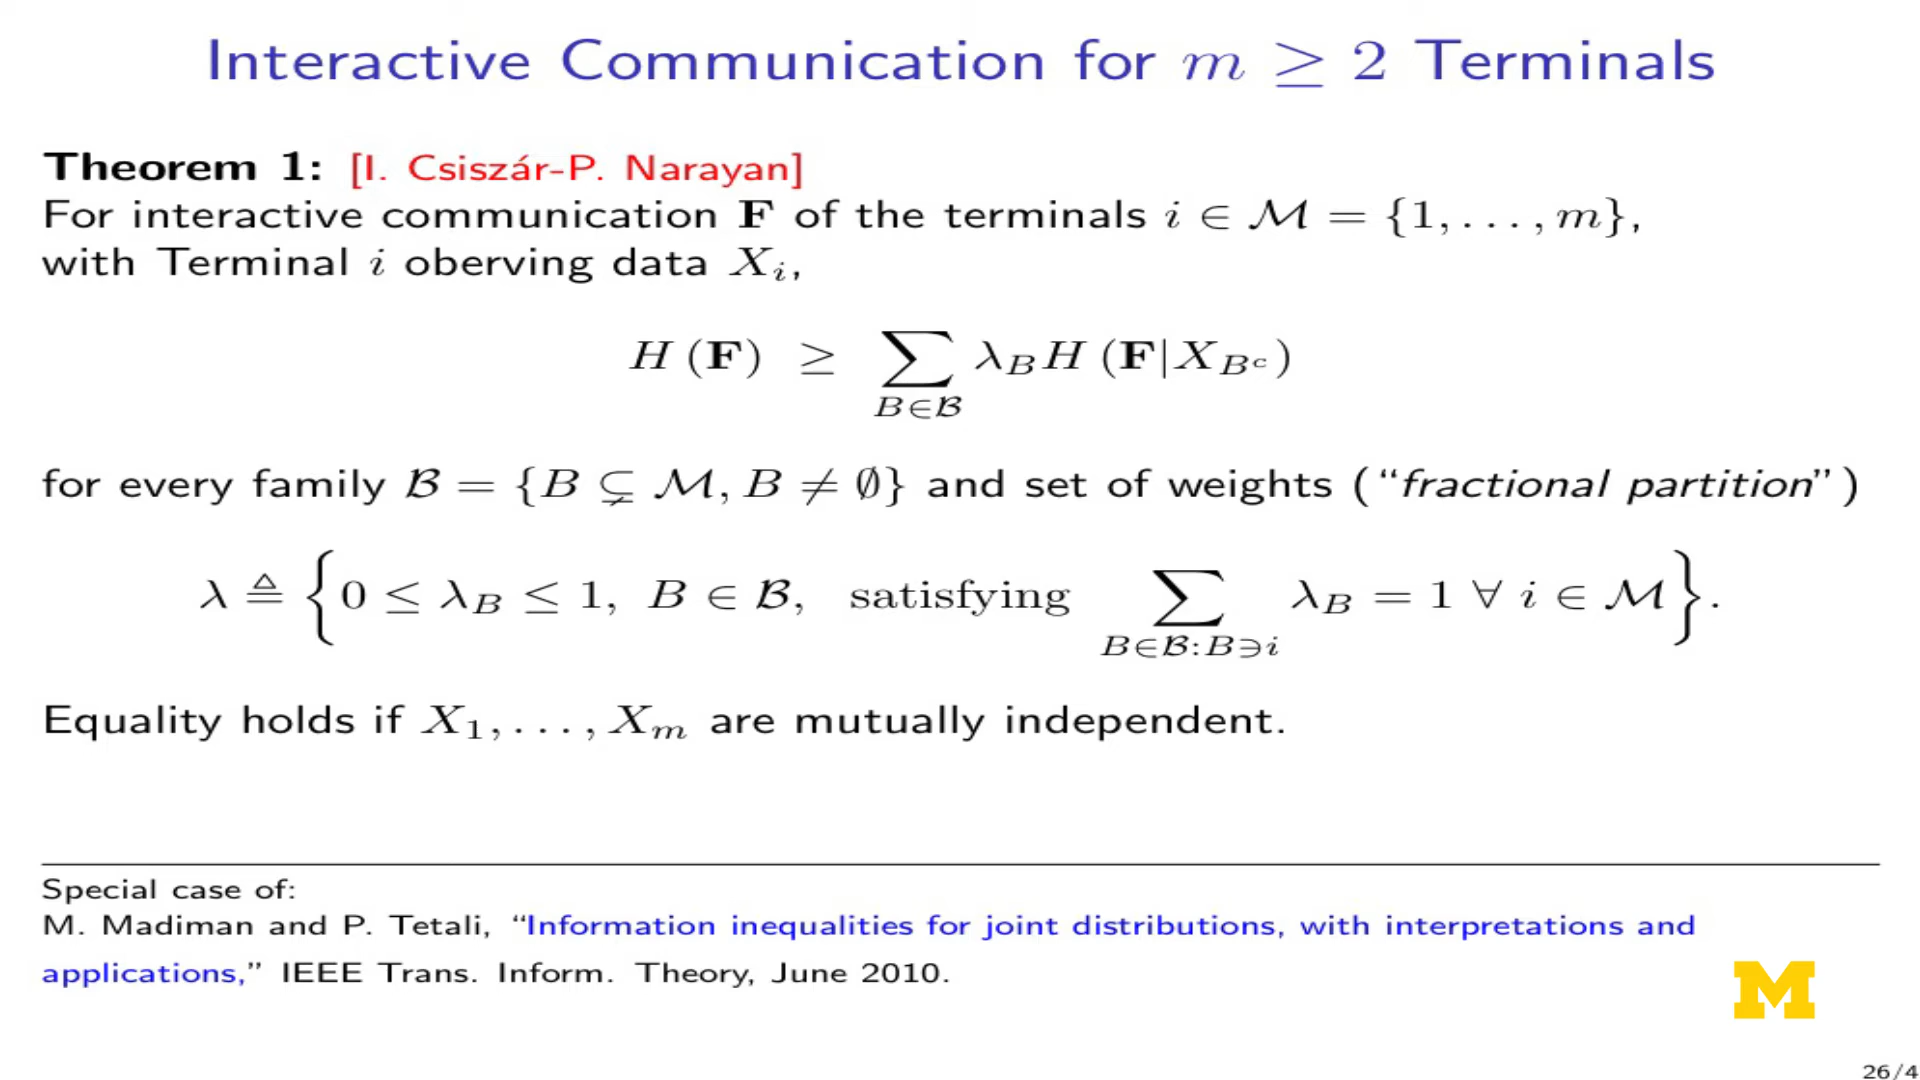 Interactive Communication for m ≥ 2 Terminals
Theorem 1: [I. Csiszár-P. Narayan]
For interactive communication F of the terminals i ∈ ℳ = {1, . . . , m},
with Terminal i oberving data X_i,
H (F) ≥ ∑_{B∈ℬ} λ_B H (F|X_{B^c})
for every family ℬ = {B ⊊ ℳ, B ≠ ∅} and set of weights (“fractional partition”)
λ ≜ {0 ≤ λ_B ≤ 1, B ∈ ℬ, satisfying ∑_{B∈ℬ:B∋i} λ_B = 1 ∀ i ∈ ℳ}.
Equality holds if X_1, . . . , X_m are mutually independent.
Special case of:
M. Madiman and P. Tetali, “Information inequalities for joint distributions, with interpretations and
applications,” IEEE Trans. Inform. Theory, June 2010.
M
26/4